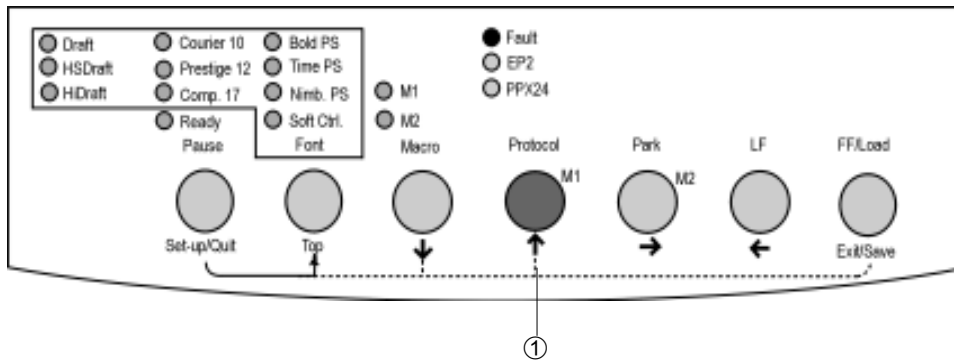 Draft Courier 10 Bold PS Fault
HSDraft Prestige 12 Time PS EP2
HiDraft Comp. 17 Nimb. PS M1 PPX24
Ready Soft Ctrl. M2
Pause Font Macro Protocol Park LF FF/Load
M1 M2
Set-up/Quit Top Exit/Save
1